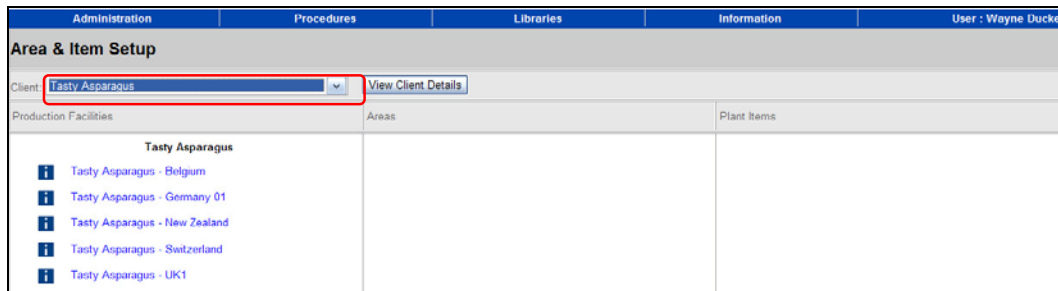 Administration Procedures Libraries Information User : Wayne Ducke
Area & Item Setup
Client: Tasty Asparagus View Client Details
Production Facilities Areas Plant Items
Tasty Asparagus
i Tasty Asparagus - Belgium
i Tasty Asparagus - Germany 01
i Tasty Asparagus - New Zealand
i Tasty Asparagus - Switzerland
i Tasty Asparagus - UK1